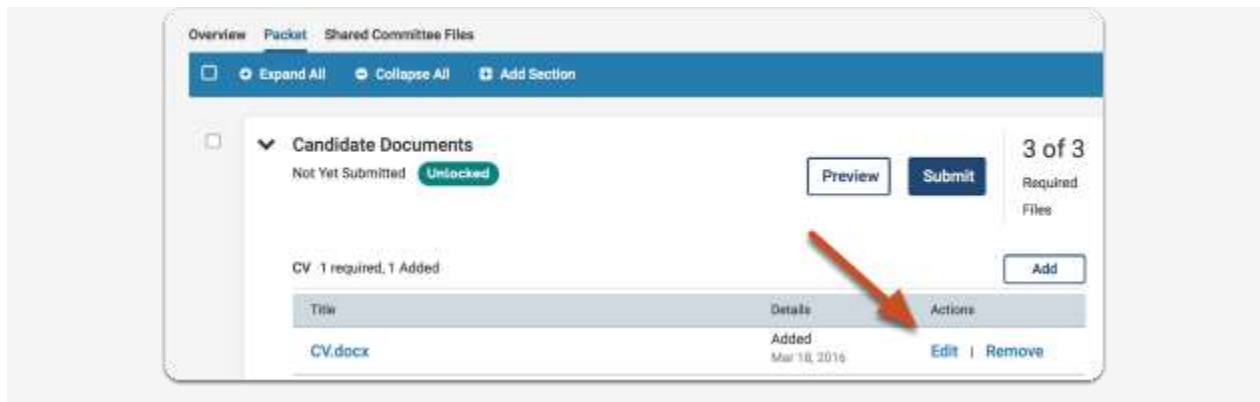 Overview Packet Shared Committee Files
Expand All Collapse All Add Section
Candidate Documents
Not Yet Submitted Unlocked
Preview Submit
3 of 3
Required
Files
CV 1 required, 1 Added
Add
Title Details Actions
CV.docx
Added
Mar 18, 2016
Edit | Remove